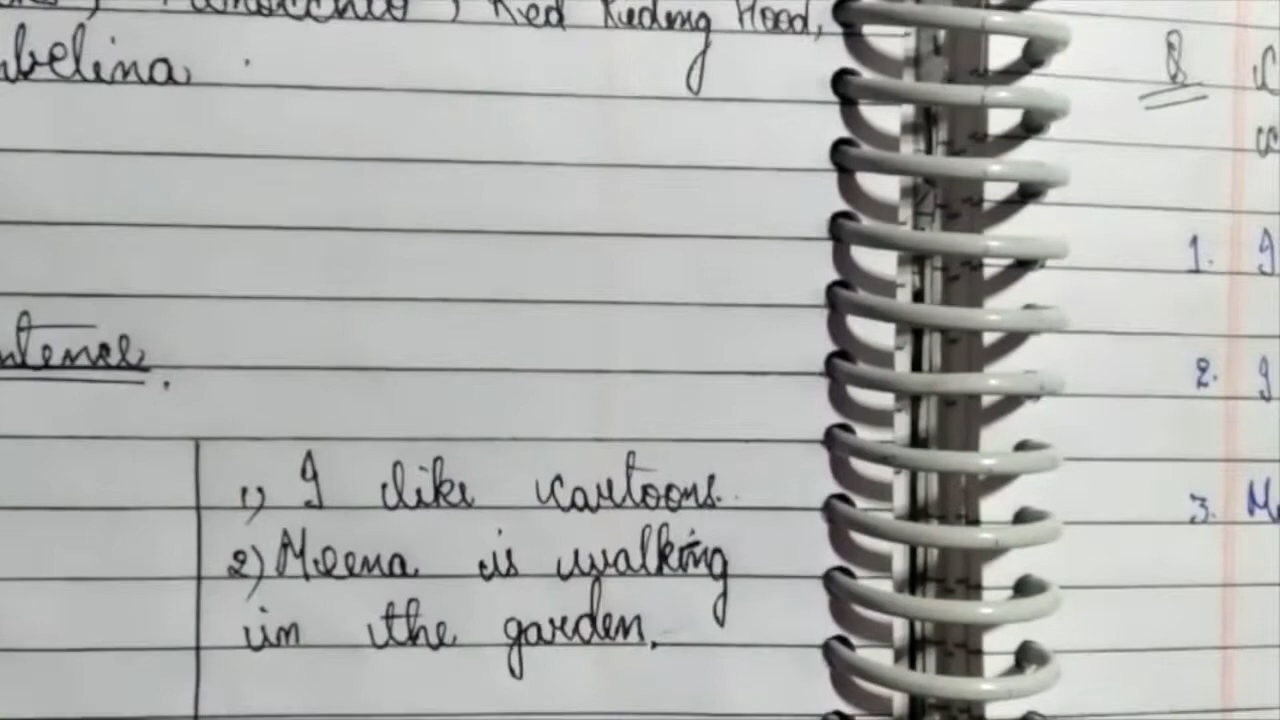 Red Riding Hood,
1) I like cartoons.
2) Meena is walking
in the garden.
Q
1. I
2. I
3.